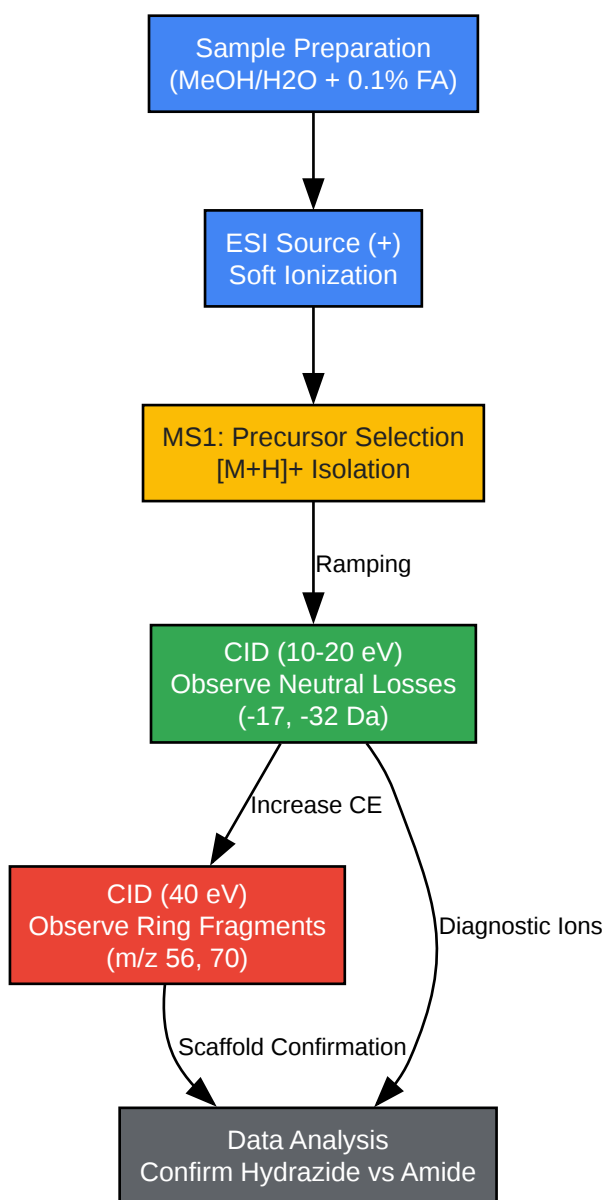 Sample Preparation
(MeOH/H2O + 0.1% FA)
ESI Source (+)
Soft Ionization
MS1: Precursor Selection
[M+H]+ Isolation
Ramping
CID (10-20 eV)
Observe Neutral Losses
(-17, -32 Da)
Increase CE
CID (40 eV)
Observe Ring Fragments
(m/z 56, 70)
Diagnostic Ions
Scaffold Confirmation
Data Analysis
Confirm Hydrazide vs Amide